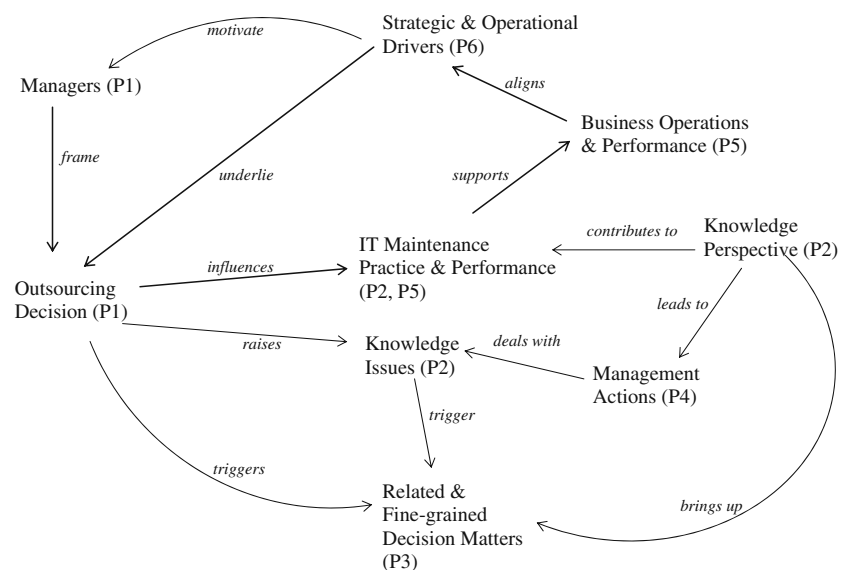 Strategic & Operational
Drivers (P6)
motivate
Managers (P1)
aligns
Business Operations
& Performance (P5)
frame
underlie
supports
Knowledge
Perspective (P2)
contributes to
IT Maintenance
Practice & Performance
(P2, P5)
influences
Outsourcing
Decision (P1)
leads to
raises
Knowledge
Issues (P2)
deals with
Management
Actions (P4)
trigger
triggers
Related &
Fine-grained
Decision Matters
(P3)
brings up